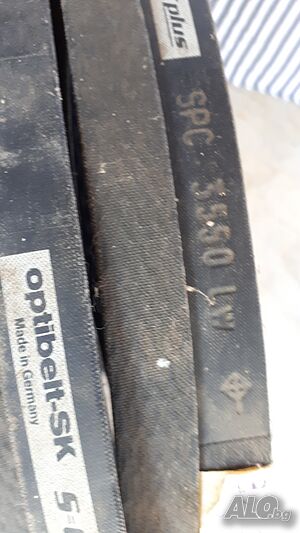 plus
SPC 3550 LW
optibelt-SK
Made in Germany
S=
ALO.bg